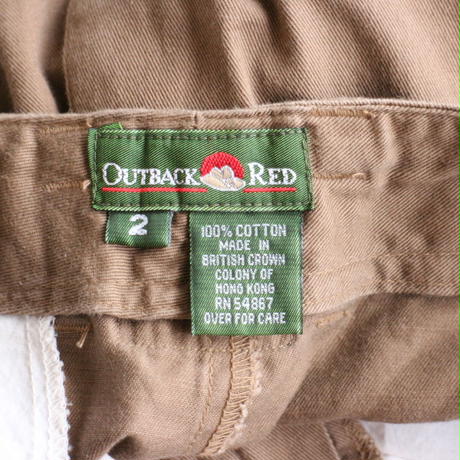 OUTBACK RED
2
100% COTTON
MADE IN
BRITISH CROWN
COLONY OF
HONG KONG
RN 54867
OVER FOR CARE